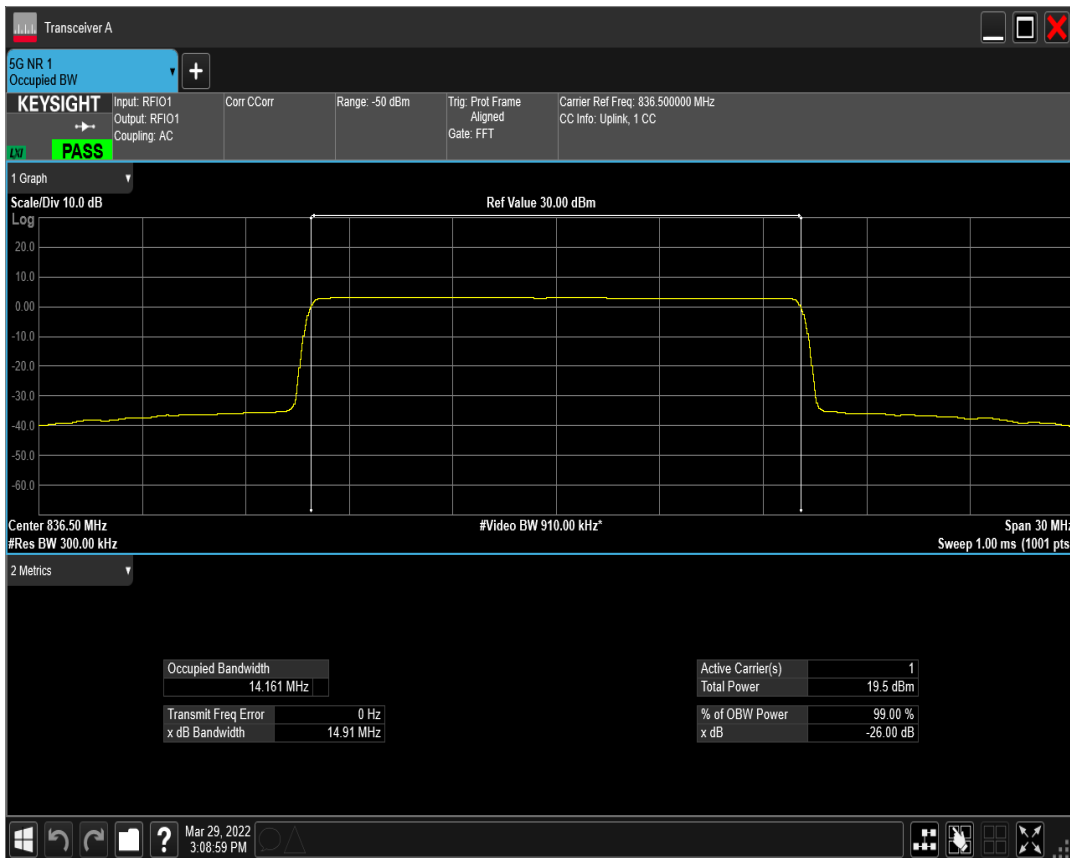 Transceiver A
5G NR 1
Occupied BW
+
KEYSIGHT
LXI
PASS
Input: RFIO1
Output: RFIO1
Coupling: AC
Corr CCorr
Range: -50 dBm
Trig: Prot Frame
Aligned
Gate: FFT
Carrier Ref Freq: 836.500000 MHz
CC Info: Uplink, 1 CC
1 Graph
Scale/Div 10.0 dB
Ref Value 30.00 dBm
Log
20.0
10.0
0.00
-10.0
-20.0
-30.0
-40.0
-50.0
-60.0
Center 836.50 MHz
#Video BW 910.00 kHz*
Span 30 MHz
#Res BW 300.00 kHz
Sweep 1.00 ms (1001 pts
2 Metrics
Occupied Bandwidth
14.161 MHz
Transmit Freq Error 0 Hz
x dB Bandwidth 14.91 MHz
Active Carrier(s) 1
Total Power 19.5 dBm
% of OBW Power 99.00 %
x dB -26.00 dB
?
Mar 29, 2022
3:08:59 PM